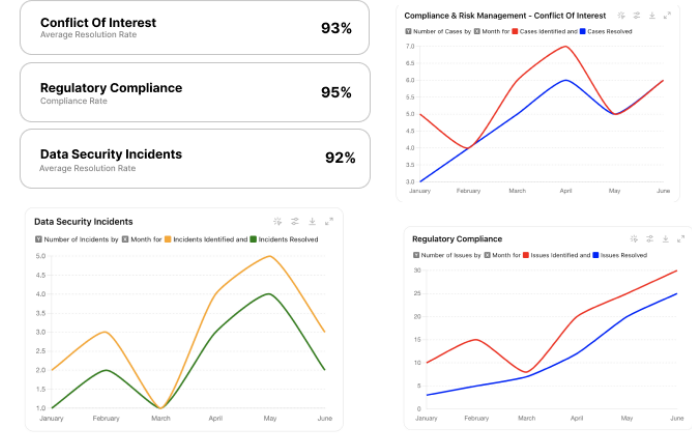 Conflict Of Interest
Average Resolution Rate
93%
Regulatory Compliance
Compliance Rate
95%
Data Security Incidents
Average Resolution Rate
92%
Compliance & Risk Management - Conflict Of Interest
Y Number of Cases by X Month for Cases Identified and Cases Resolved
7.0
6.5
6.0
5.5
5.0
4.5
4.0
3.5
3.0
January February March April May June
Data Security Incidents
Y Number of Incidents by X Month for Incidents Identified and Incidents Resolved
5.0
4.5
4.0
3.5
3.0
2.5
2.0
1.5
1.0
January February March April May June
Regulatory Compliance
Y Number of Issues by X Month for Issues Identified and Issues Resolved
30
25
20
15
10
5
0
January February March April May June